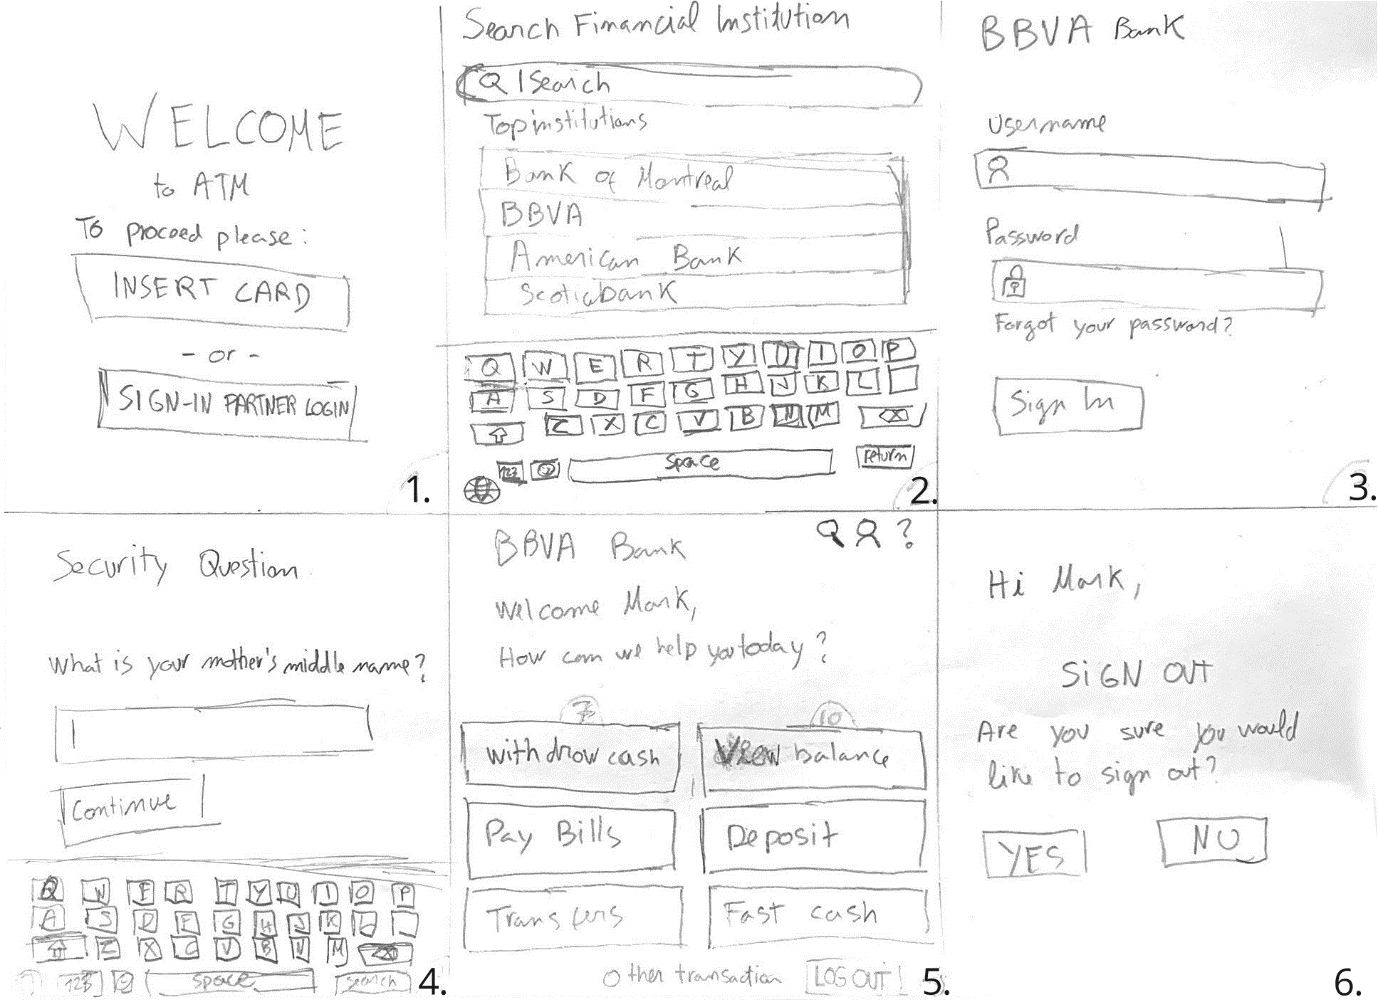 WELCOME
to ATM
To proceed please:
INSERT CARD
- or -
SIGN-IN PARTNER LOGIN
1.
Search Financial Institution
Search
Top institutions
Bank of Montreal
BBVA
American Bank
Scotiabank
Q W E R T Y U I O P
A S D F G H J K L
Z X C V B N M
123 @ space return
2.
BBVA Bank
Username
Password
Forgot your password?
Sign In
3.
Security Question
What is your mother's middle name?
Continue
Q W E R T Y U I O P
A S D F G H J K L
Z X C V B N M
123 space search
4.
?
BBVA Bank
Welcome Mark,
How can we help you today?
7 10
withdrow cash View balance
Pay Bills Deposit
Transfers Fast cash
Other transaction LOG OUT
5.
Hi Mark,
SiGN OUT
Are you sure you would
like to sign out?
YES NO
6.